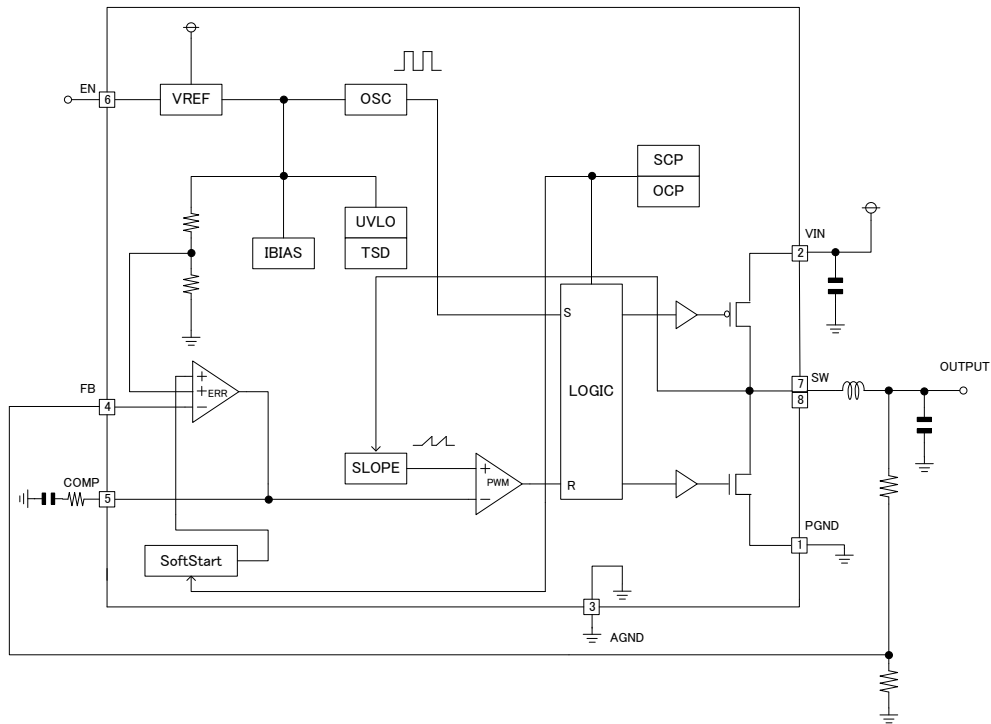 EN
6
VREF
OSC
SCP
OCP
UVLO
TSD
IBIAS
VIN
2
S
LOGIC
R
ERR
+
+
−
FB
4
SW
7
8
OUTPUT
SLOPE
+
PWM
−
COMP
5
PGND
1
SoftStart
3
AGND